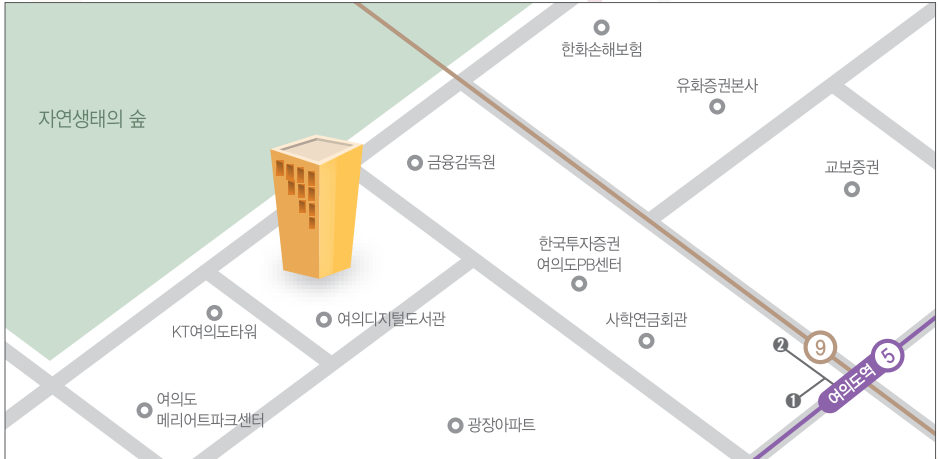 한화손해보험
유화증권본사
자연생태의 숲
금융감독원
교보증권
한국투자증권
여의도PB센터
여의디지털도서관
사학연금회관
KT여의도타워
2
9
5
여의도역
1
여의도
메리어트파크센터
광장아파트